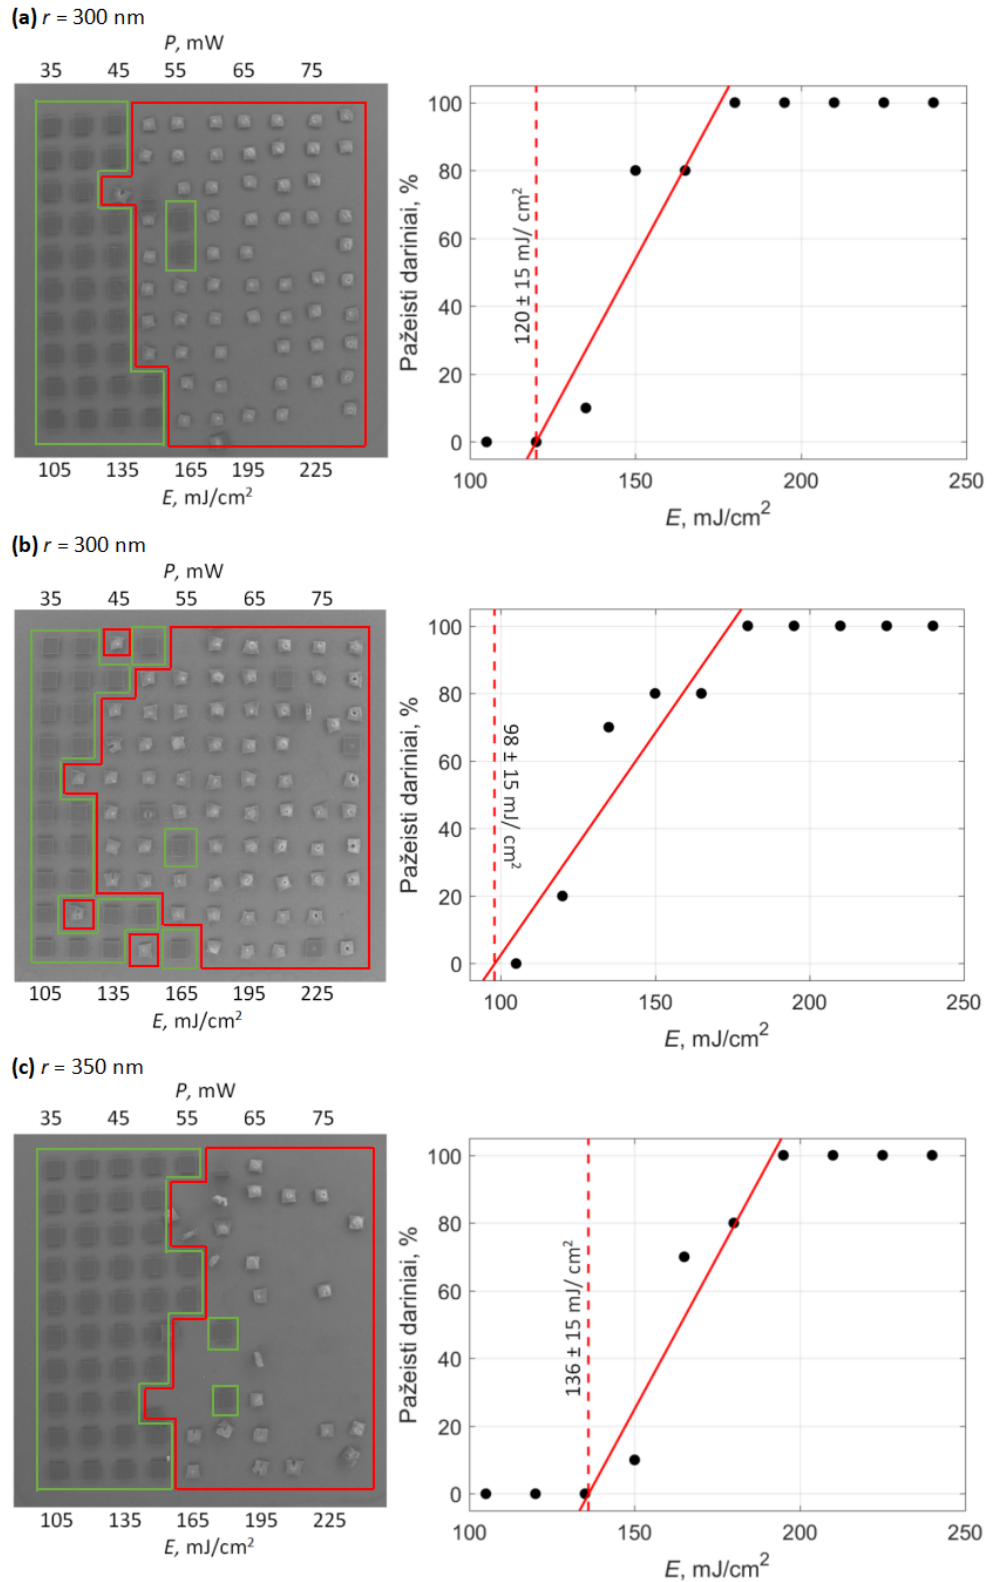 (a) r = 300 nm
P, mW
35 45 55 65 75
105 135 165 195 225
E, mJ/cm²
Pažeisti dariniai, %
100
80
60
40
20
0
120 ± 15 mJ/ cm²
100 150 200 250
E, mJ/cm²
(b) r = 300 nm
P, mW
35 45 55 65 75
105 135 165 195 225
E, mJ/cm²
Pažeisti dariniai, %
100
80
60
40
20
0
98 ± 15 mJ/ cm²
100 150 200 250
E, mJ/cm²
(c) r = 350 nm
P, mW
35 45 55 65 75
105 135 165 195 225
E, mJ/cm²
Pažeisti dariniai, %
100
80
60
40
20
0
136 ± 15 mJ/ cm²
100 150 200 250
E, mJ/cm²